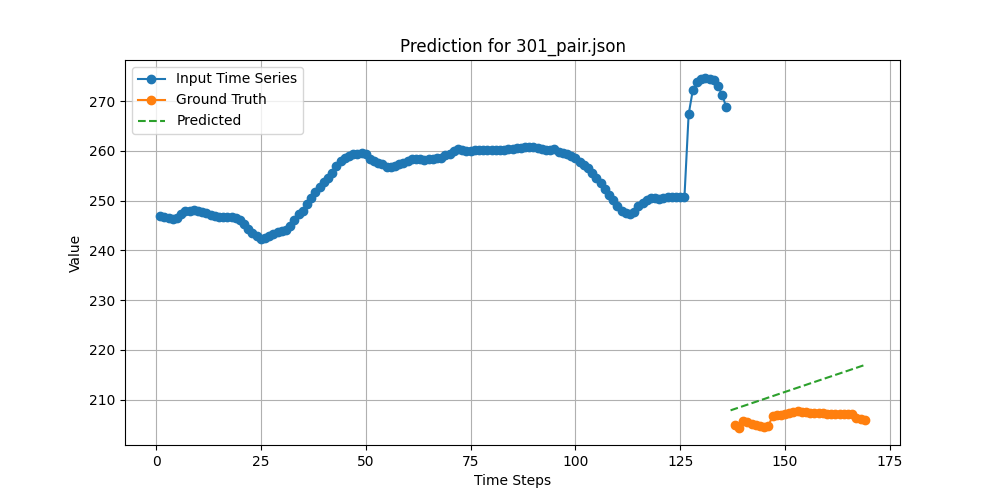 Prediction for 301_pair.json
Input Time Series
Ground Truth
Predicted
270
260
250
240
230
220
210
Value
0 25 50 75 100 125 150 175
Time Steps